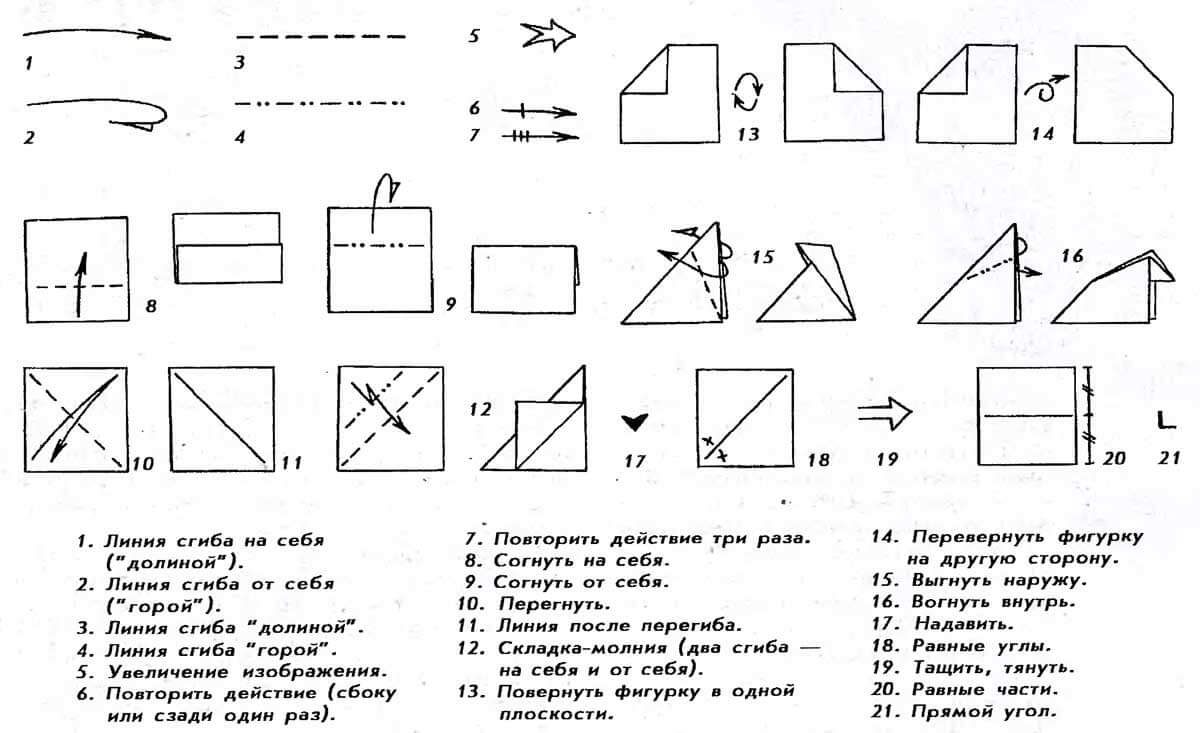 1
2
3
4
5
6
7
13
14
8
9
15
16
10
11
12
17
18
19
20
21
1. Линия сгиба на себя
("долиной").
2. Линия сгиба от себя
("горой").
3. Линия сгиба "долиной".
4. Линия сгиба "горой".
5. Увеличение изображения.
6. Повторить действие (сбоку
или сзади один раз).
7. Повторить действие три раза.
8. Согнуть на себя.
9. Согнуть от себя.
10. Перегнуть.
11. Линия после перегиба.
12. Складка-молния (два сгиба —
на себя и от себя).
13. Повернуть фигурку в одной
плоскости.
14. Перевернуть фигурку
на другую сторону.
15. Выгнуть наружу.
16. Вогнуть внутрь.
17. Надавить.
18. Равные углы.
19. Тащить, тянуть.
20. Равные части.
21. Прямой угол.